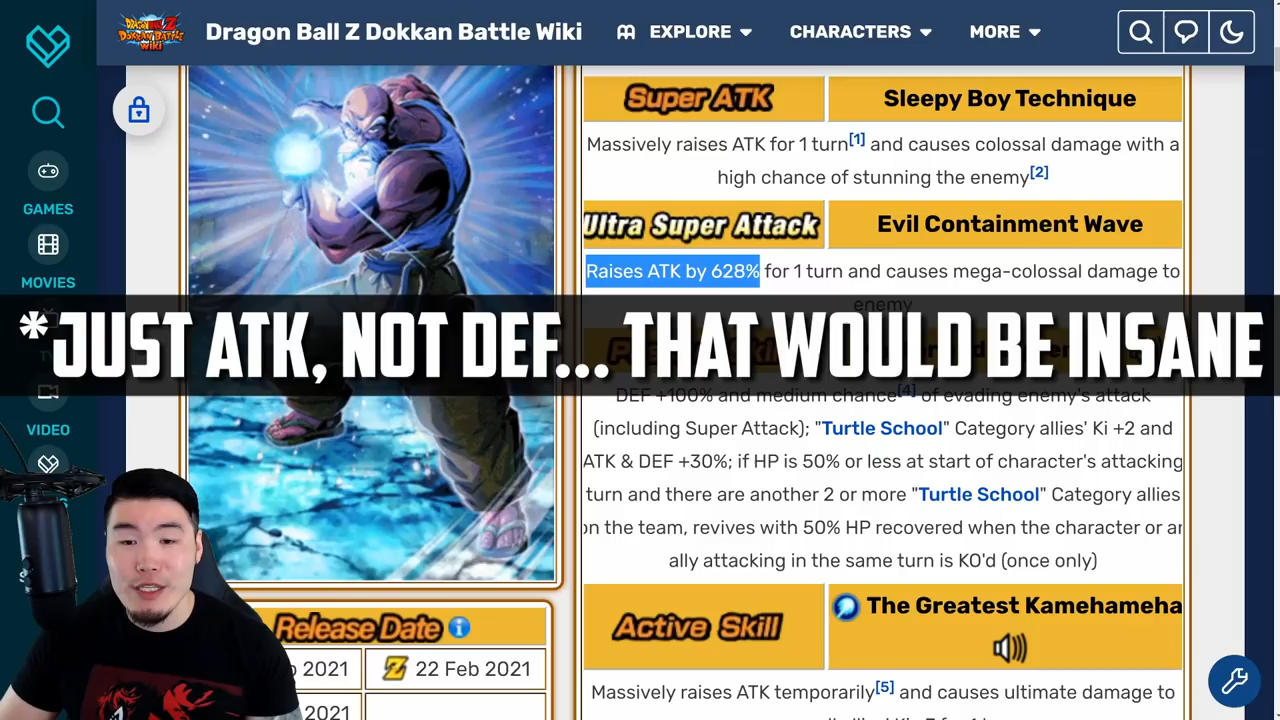 DRAGON BALL Z DOKKAN BATTLE WIKI
Dragon Ball Z Dokkan Battle Wiki
EXPLORE
CHARACTERS
MORE
GAMES
MOVIES
VIDEO
Super ATK
Sleepy Boy Technique
Massively raises ATK for 1 turn[1] and causes colossal damage with a
high chance of stunning the enemy[2]
Ultra Super Attack
Evil Containment Wave
Raises ATK by 628% for 1 turn and causes mega-colossal damage to
enemy
*JUST ATK, NOT DEF... THAT WOULD BE INSANE
DEF +100% and medium chance[4] of evading enemy's attack
(including Super Attack); "Turtle School" Category allies' Ki +2 and
ATK & DEF +30%; if HP is 50% or less at start of character's attacking
turn and there are another 2 or more "Turtle School" Category allies
on the team, revives with 50% HP recovered when the character or an
ally attacking in the same turn is KO'd (once only)
Active Skill
The Greatest Kamehameha
Release Date
2021
Z 22 Feb 2021
2021
Massively raises ATK temporarily[5] and causes ultimate damage to